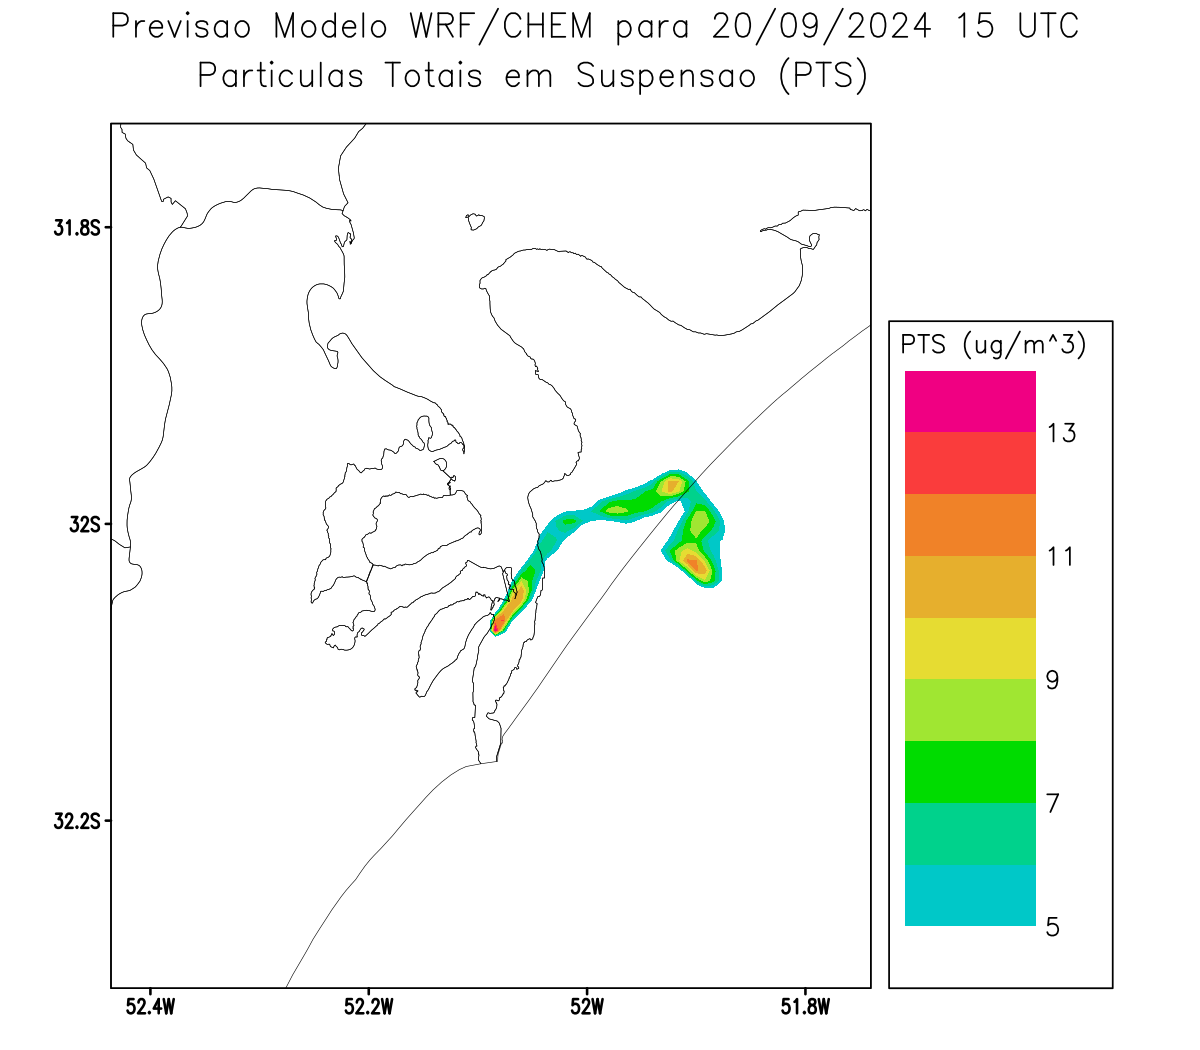 Previsao Modelo WRF/CHEM para 20/09/2024 15 UTC
Particulas Totais em Suspensao (PTS)
31.8S
32S
32.2S
52.4W
52.2W
52W
51.8W
PTS (ug/m^3)
13
11
9
7
5